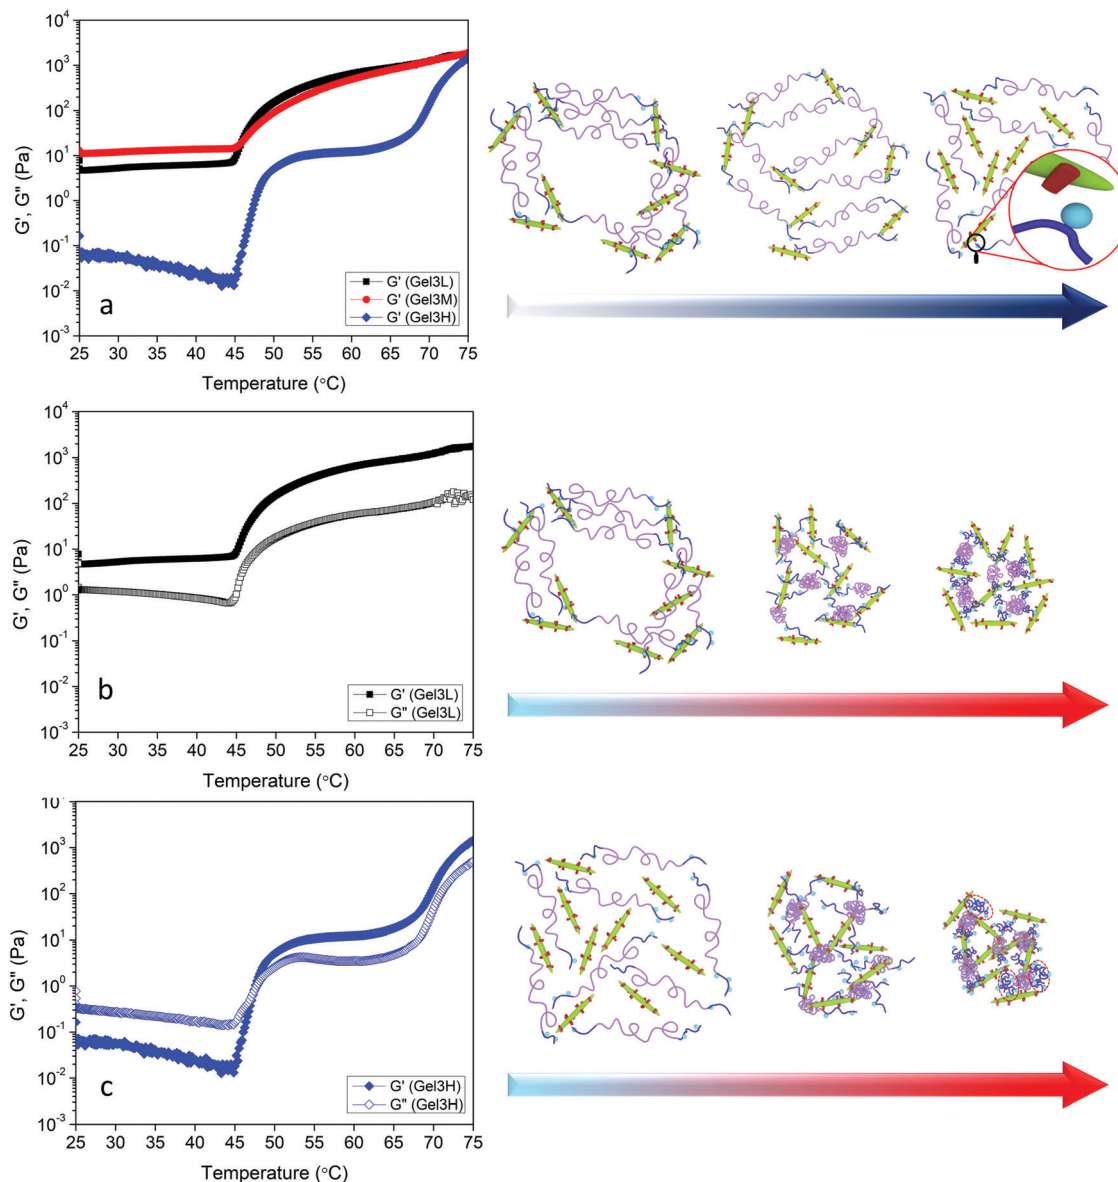 10⁴
10³
10²
10¹
10⁰
10⁻¹
10⁻²
10⁻³
G', G" (Pa)
a
G' (Gel3L)
G' (Gel3M)
G' (Gel3H)
25 30 35 40 45 50 55 60 65 70 75
Temperature (°C)
10⁴
10³
10²
10¹
10⁰
10⁻¹
10⁻²
10⁻³
G', G" (Pa)
b
G' (Gel3L)
G" (Gel3L)
25 30 35 40 45 50 55 60 65 70 75
Temperature (°C)
10³
10²
10¹
10⁰
10⁻¹
10⁻²
10⁻³
G', G" (Pa)
c
G' (Gel3H)
G" (Gel3H)
25 30 35 40 45 50 55 60 65 70 75
Temperature (°C)